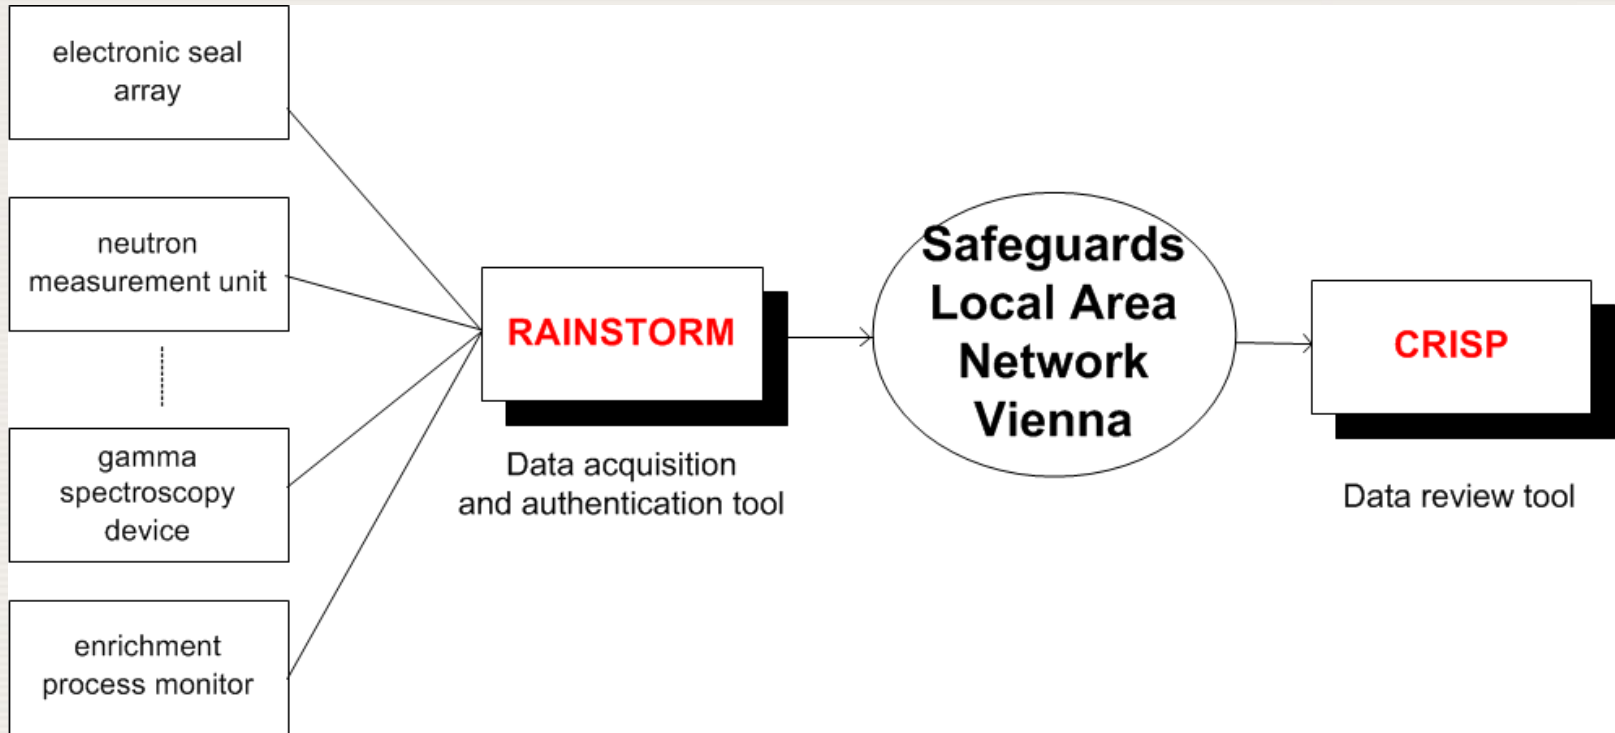 electronic seal
array
neutron
measurement unit
gamma
spectroscopy
device
enrichment
process monitor
RAINSTORM
Data acquisition
and authentication tool
Safeguards
Local Area
Network
Vienna
CRISP
Data review tool